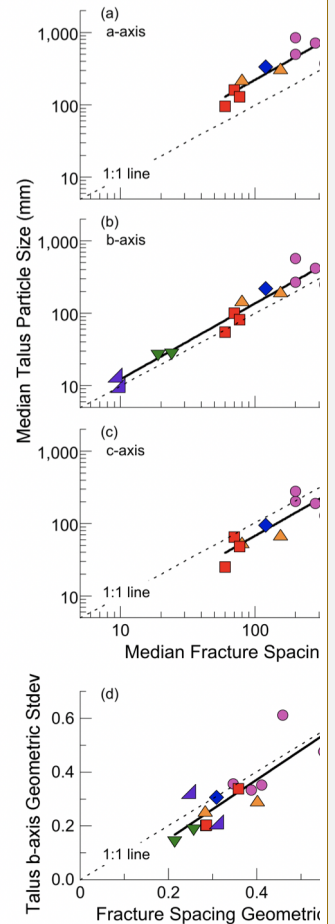 (a)
a-axis
1,000
100
10
1:1 line
(b)
b-axis
1,000
100
10
Median Talus Particle Size (mm)
(c)
c-axis
1,000
100
10
1:1 line
10 100
Median Fracture Spacin
(d)
0.6
0.4
0.2
0.0
1:1 line
Talus b-axis Geometric Stdev
0 0.2 0.4
Fracture Spacing Geometric